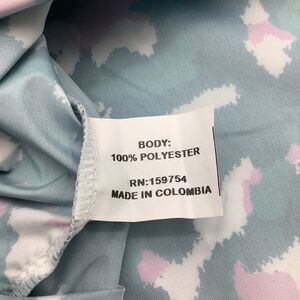 BODY:
100% POLYESTER
RN:159754
MADE IN COLOMBIA